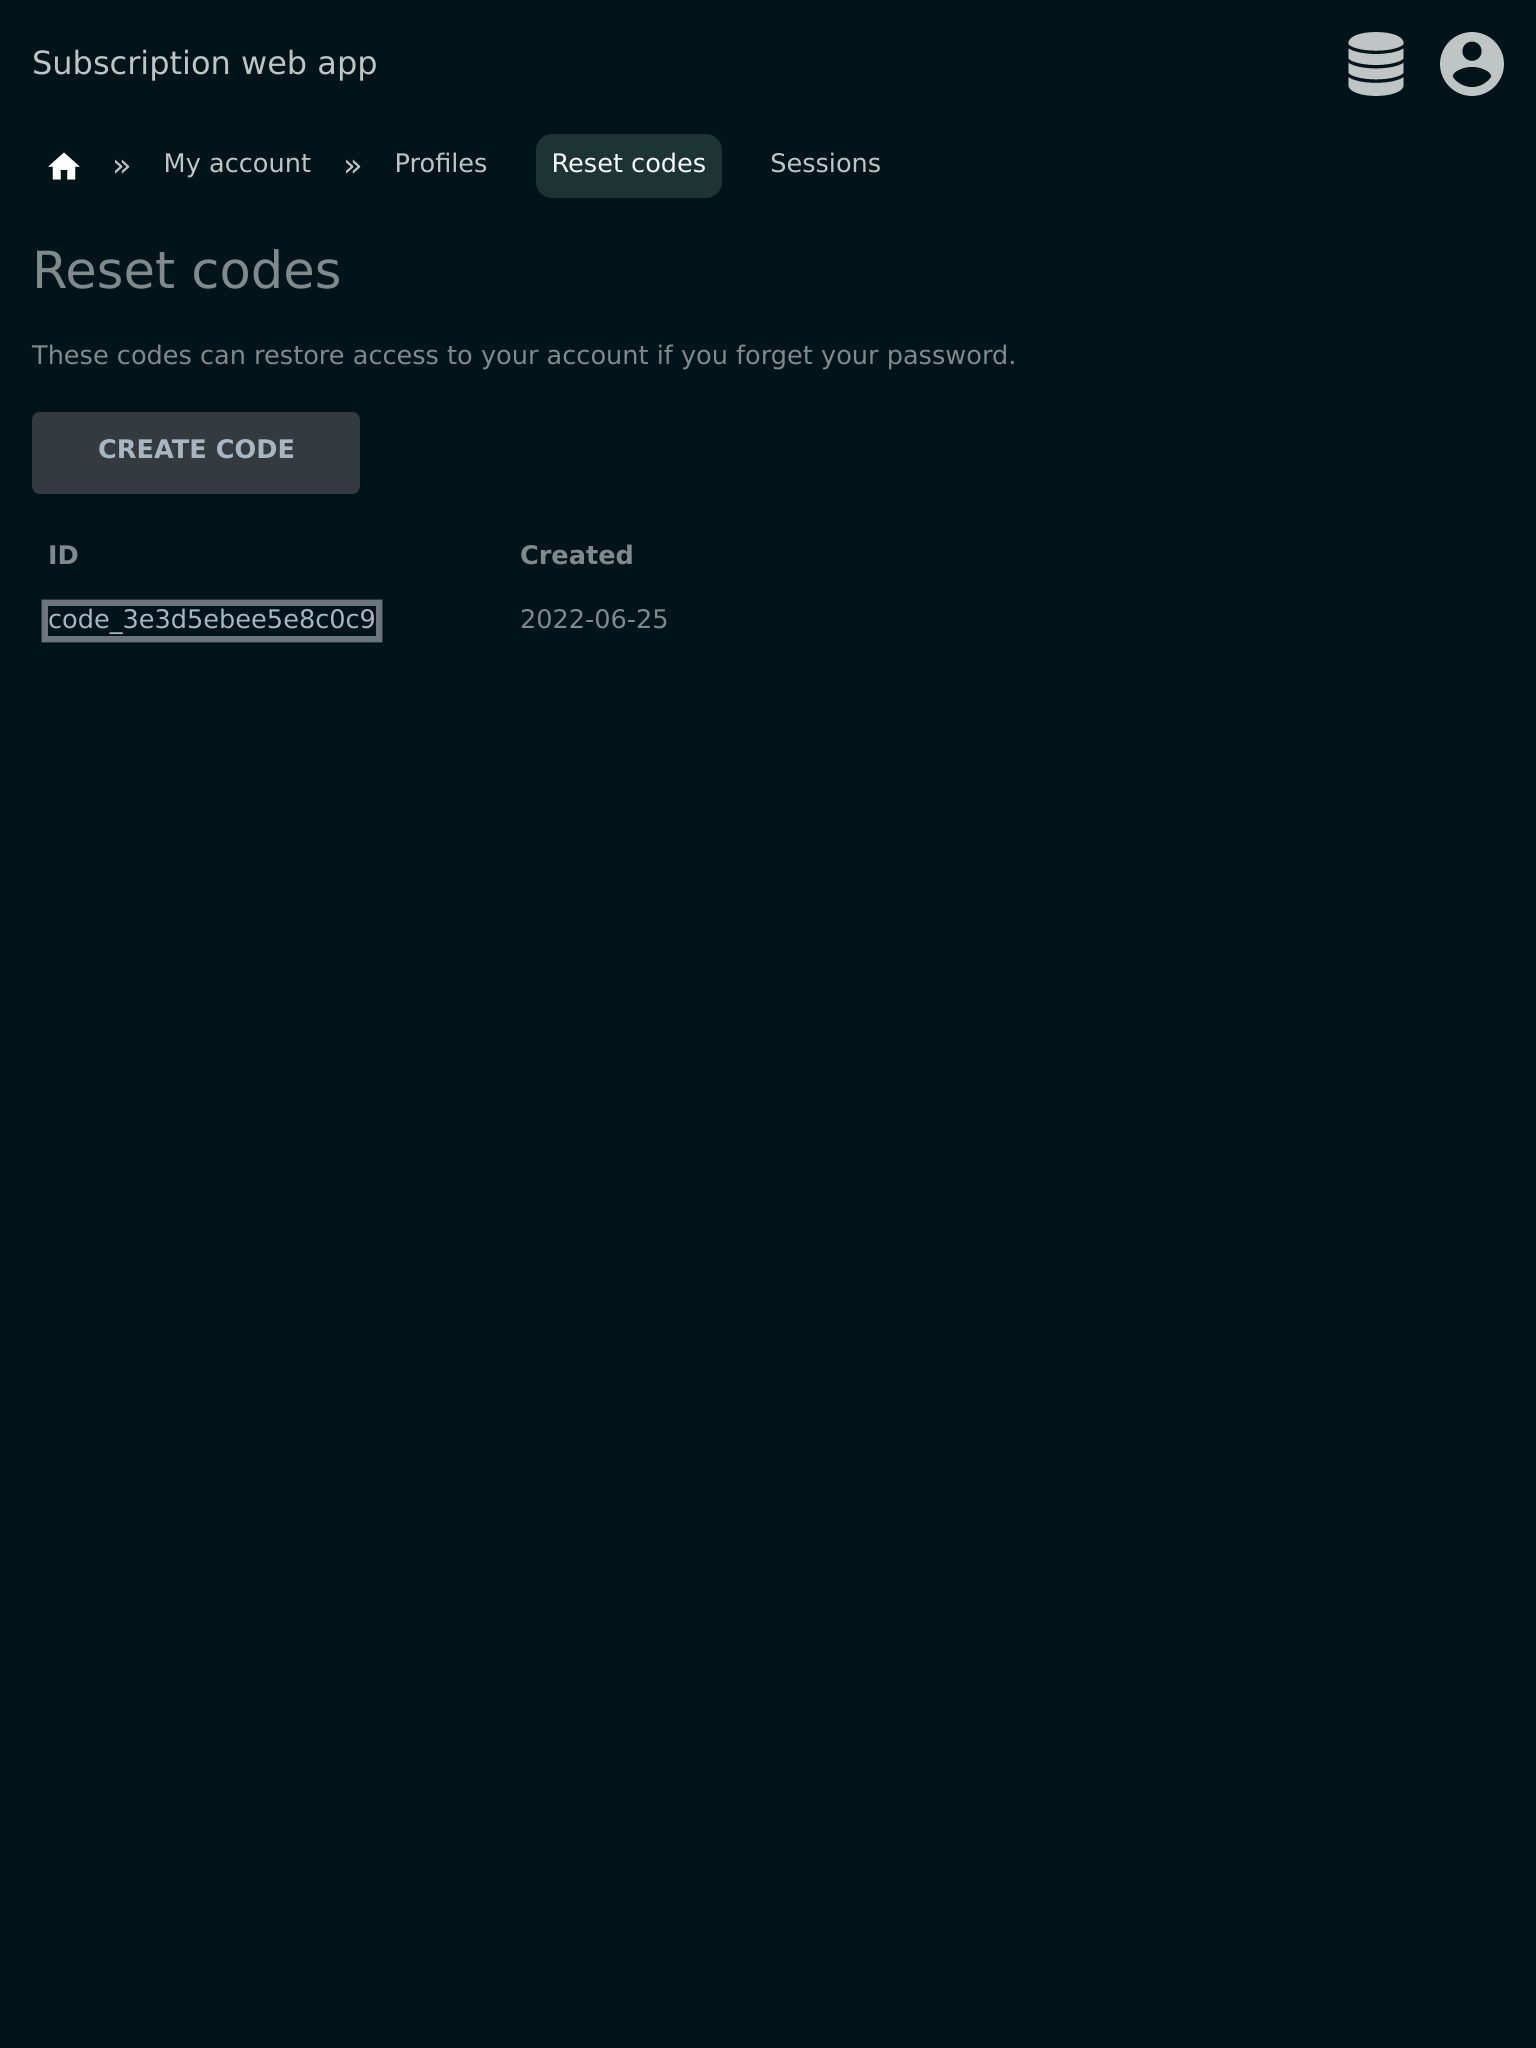 Subscription web app
» My account » Profiles Reset codes Sessions
Reset codes
These codes can restore access to your account if you forget your password.
CREATE CODE
ID Created
code_3e3d5ebee5e8c0c9 2022-06-25